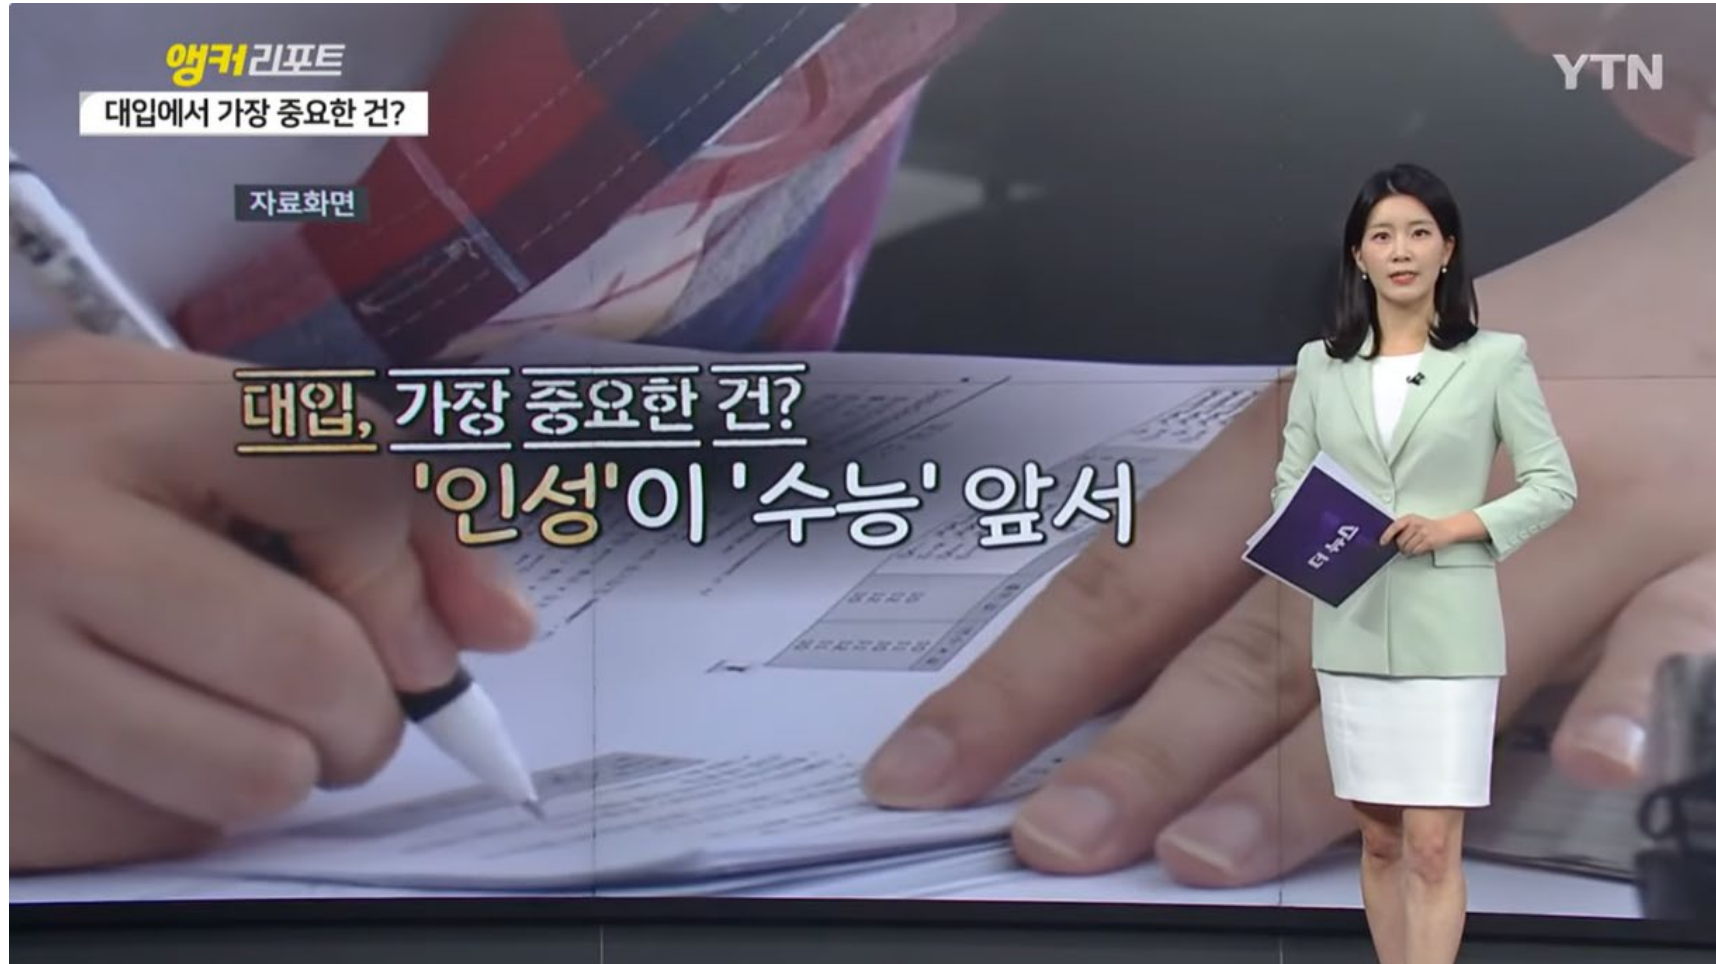 앵커리포트
YTN
대입에서 가장 중요한 건?
자료화면
대입, 가장 중요한 건?
'인성'이 '수능' 앞서